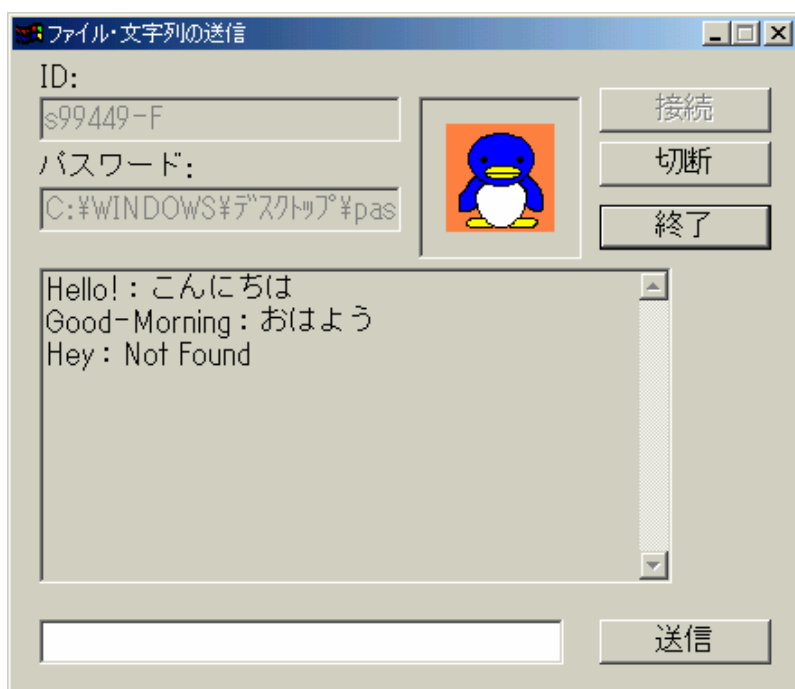 ファイル・文字列の送信
ID:
s99449-F
接続
パスワード:
切断
C:¥WINDOWS¥デスクトップ¥pas
終了
Hello!:こんにちは
Good-Morning:おはよう
Hey:Not Found
送信